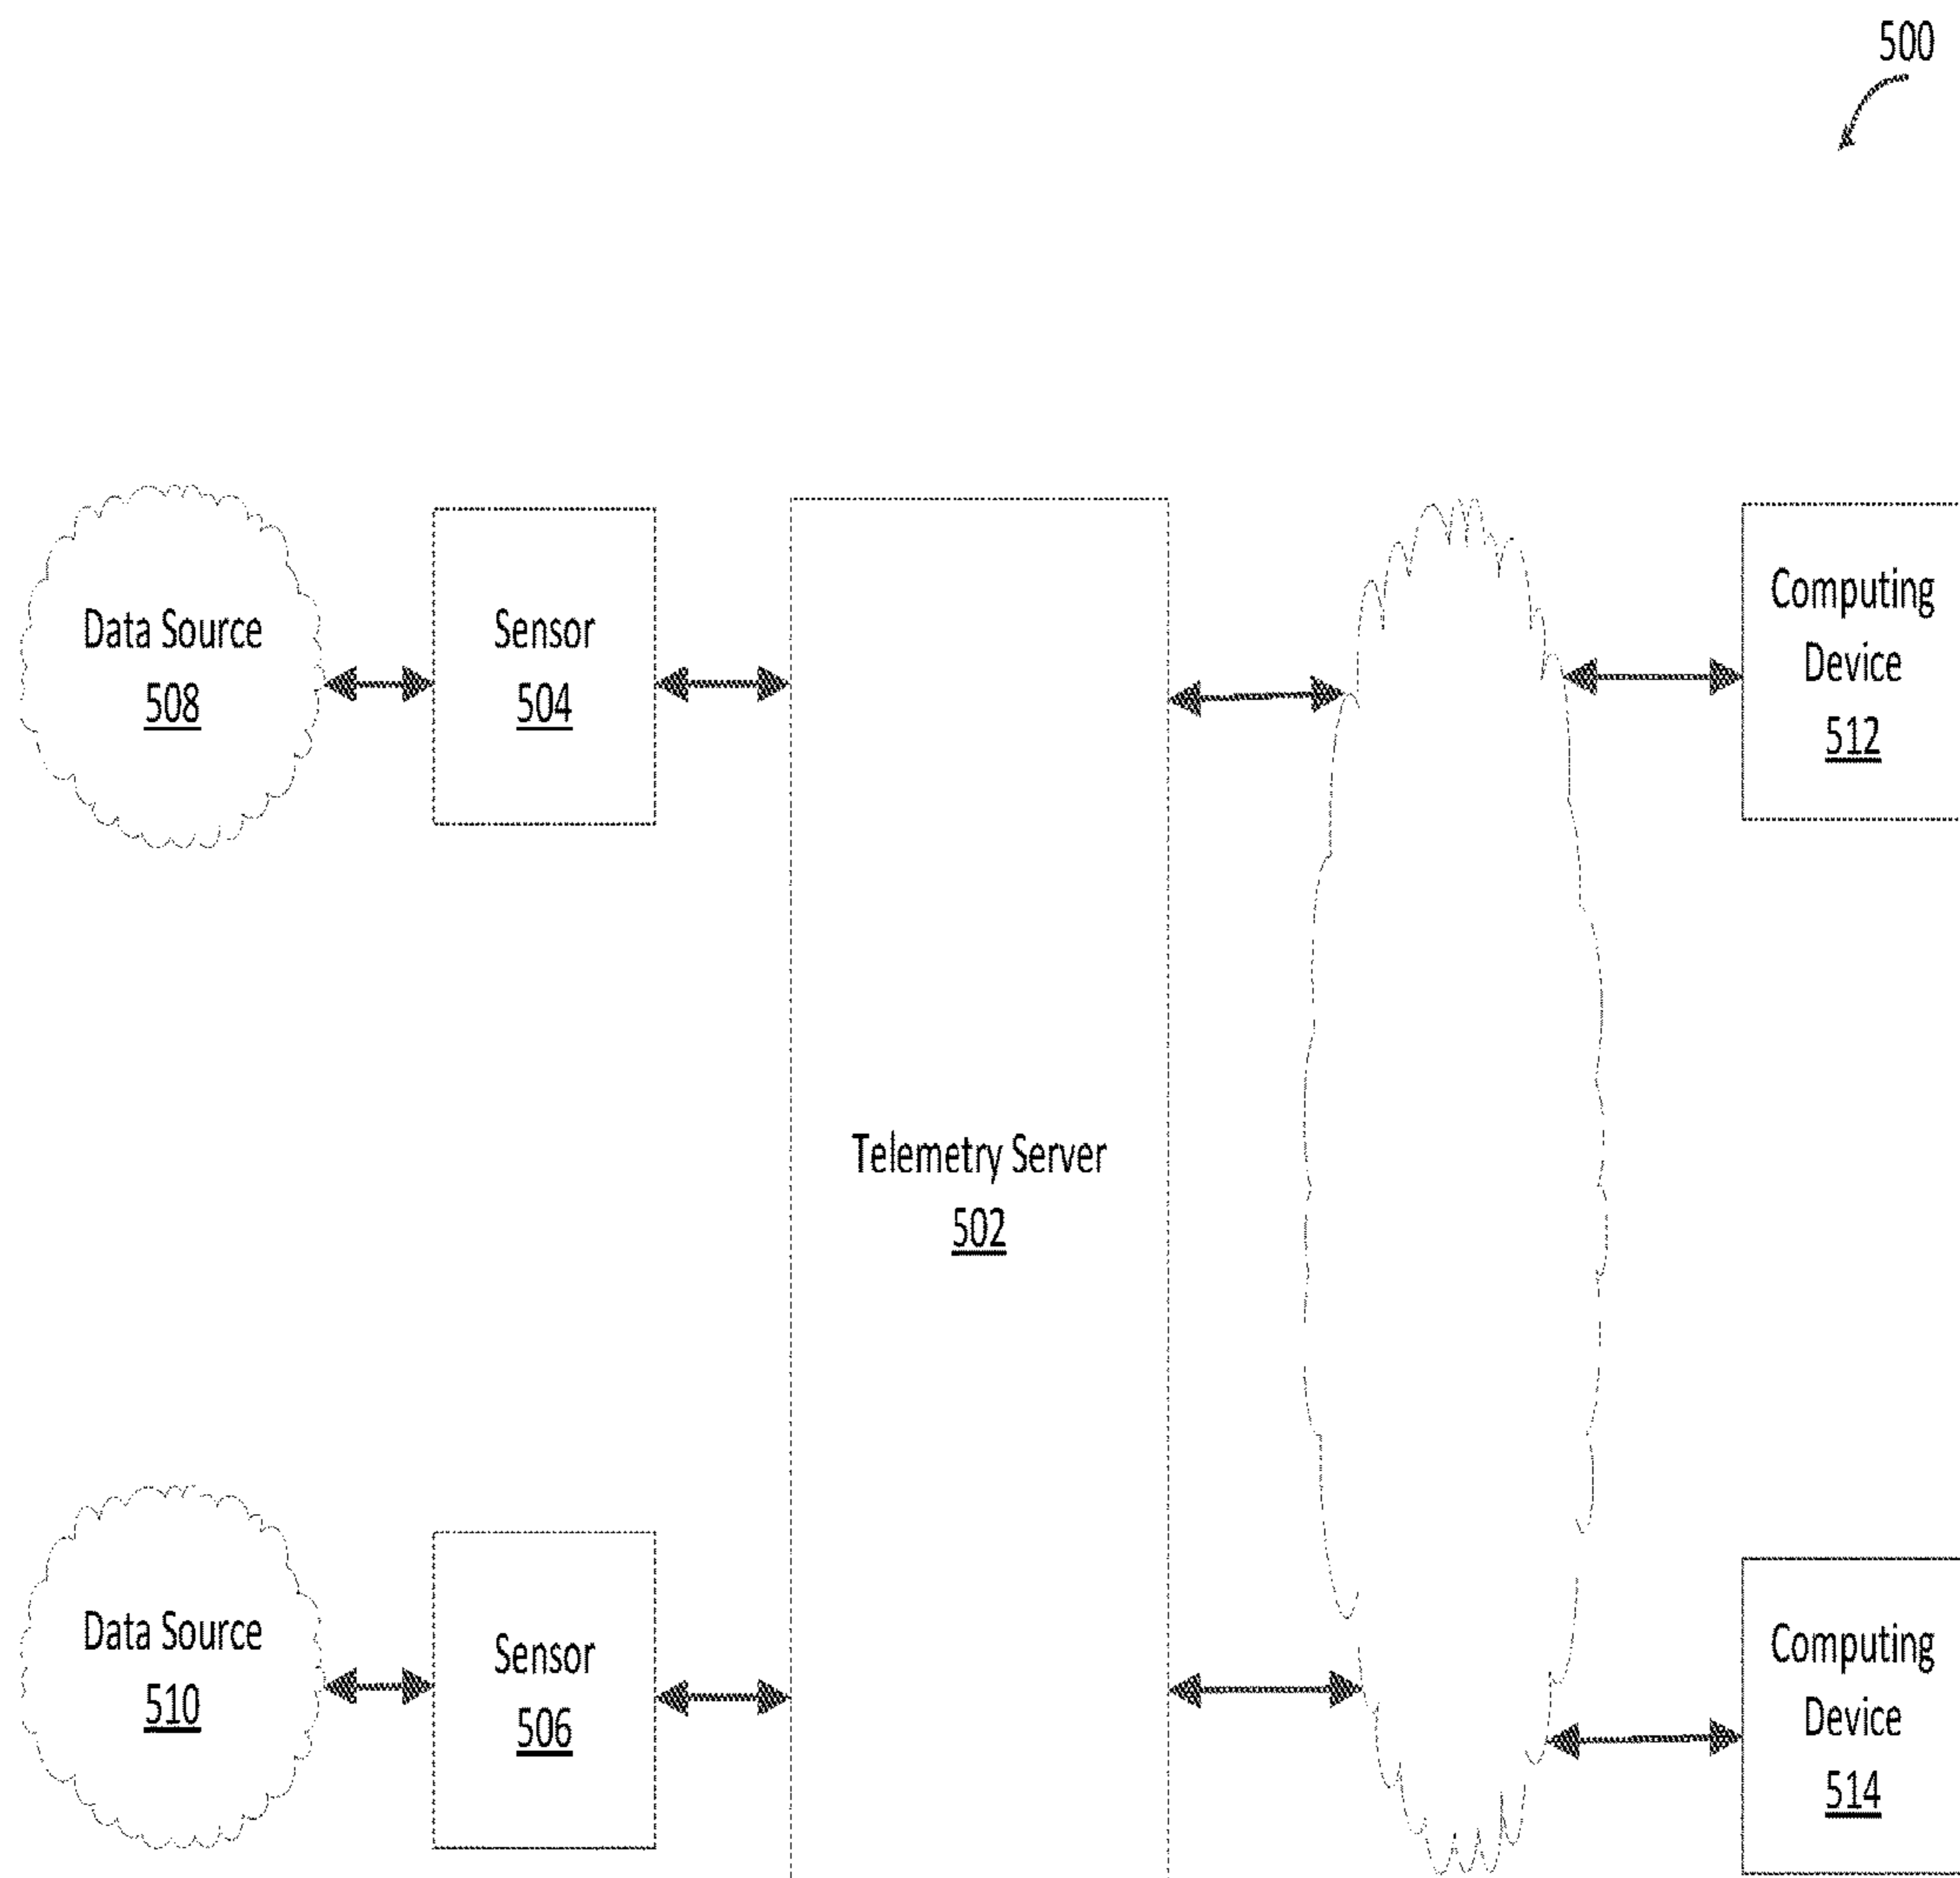 500
Data Source
508
Sensor
504
Computing
Device
512
Telemetry Server
502
Data Source
510
Sensor
506
Computing
Device
514